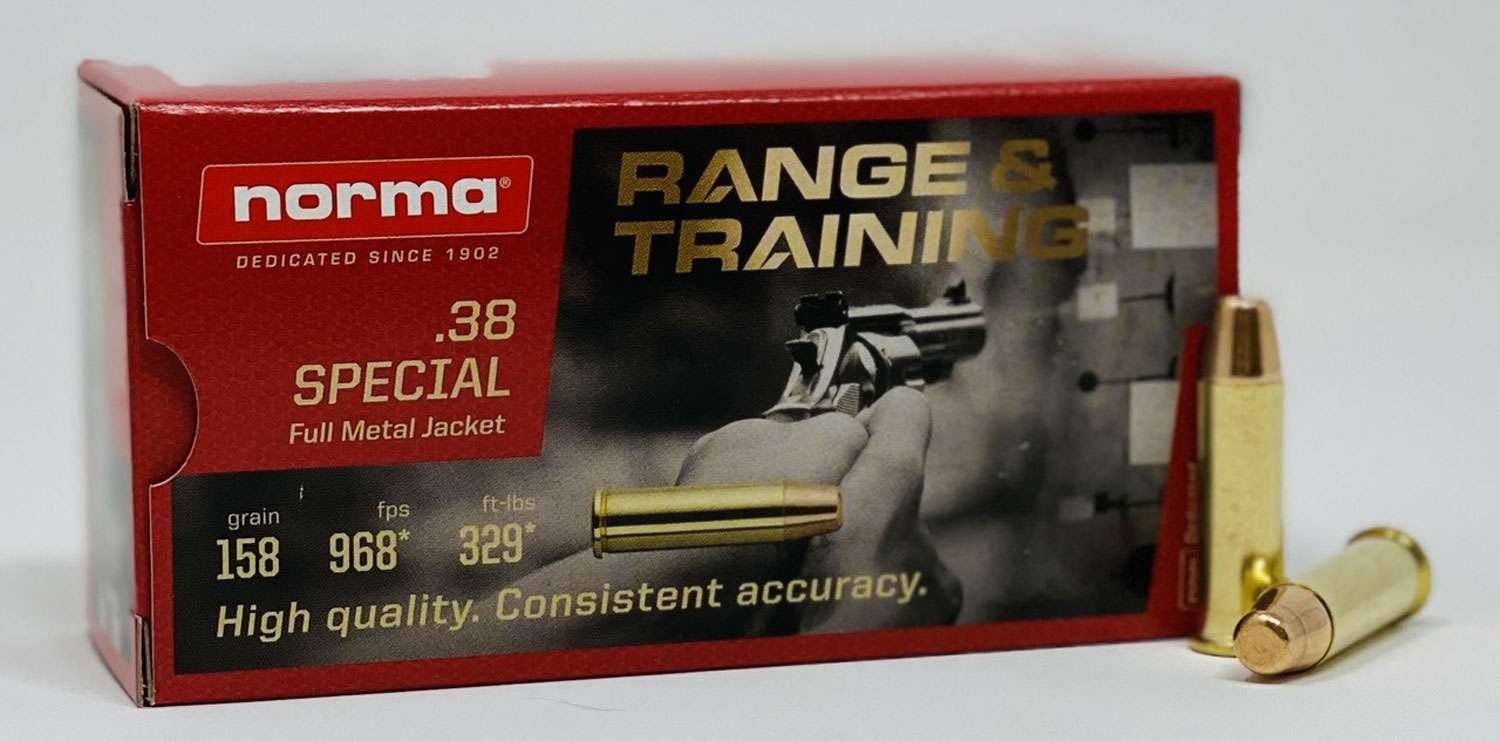 norma®
DEDICATED SINCE 1902
RANGE &
TRAINING
.38
SPECIAL
Full Metal Jacket
grain fps ft-lbs
158 968* 329*
High quality. Consistent accuracy.